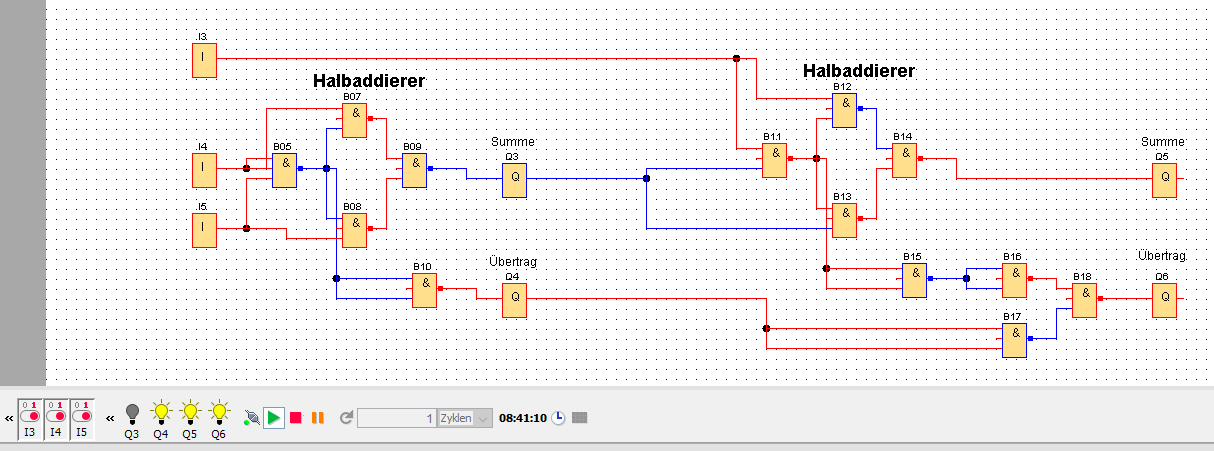 I3
I
Halbaddierer
Halbaddierer
B07
&
B12
&
I4
I
B05
&
B09
&
Summe
Q3
Q
B11
&
B14
&
Summe
Q5
Q
I5
I
B08
&
B13
&
B10
&
Übertrag
Q4
Q
B15
&
B16
&
B18
&
Übertrag
Q6
Q
B17
&
« 0 1 0 1 0 1 «
I3 I4 I5 Q3 Q4 Q5 Q6
1 Zyklen 08:41:10